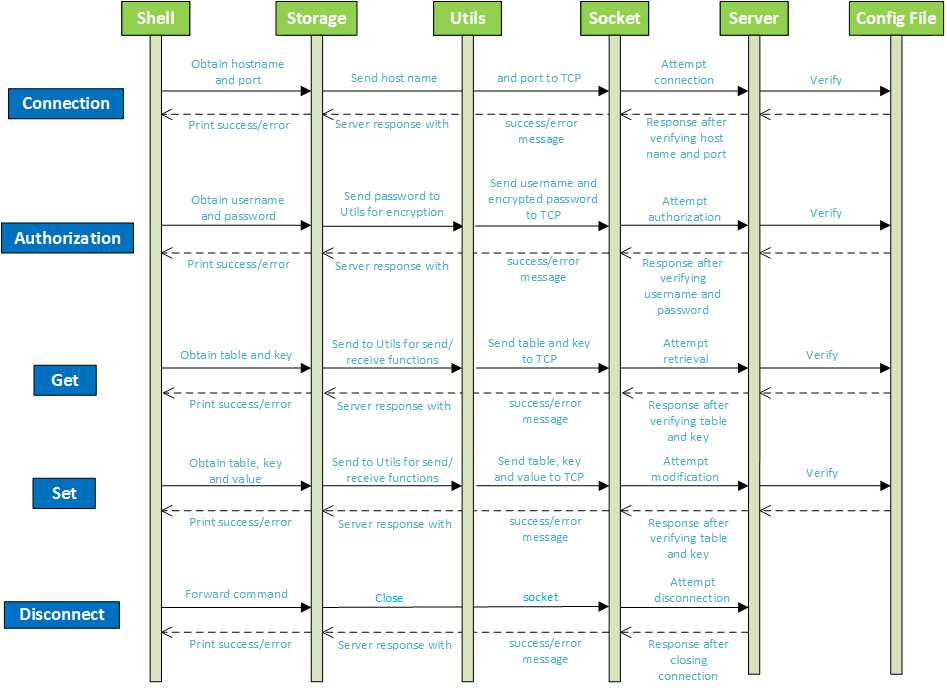 Shell
Storage
Utils
Socket
Server
Config File
Connection
Obtain hostname
and port
Send host name
and port to TCP
Attempt
connection
Verify
Print success/error
Server response with
success/error
message
Response after
verifying host
name and port
Authorization
Obtain username
and password
Send password to
Utils for encryption
Send username and
encrypted password
to TCP
Attempt
authorization
Verify
Print success/error
Server response with
success/error
message
Response after
verifying
username and
password
Get
Obtain table and key
Send to Utils for send/
receive functions
Send table and key
to TCP
Attempt
retrieval
Verify
Print success/error
Server response with
success/error
message
Response after
verifying table
and key
Set
Obtain table, key
and value
Send to Utils for send/
receive functions
Send table, key
and value to TCP
Attempt
modification
Verify
Print success/error
Server response with
success/error
message
Response after
verifying table
and key
Disconnect
Forward command
Close
socket
Attempt
disconnection
Print success/error
Server response with
success/error
message
Response after
closing
connection